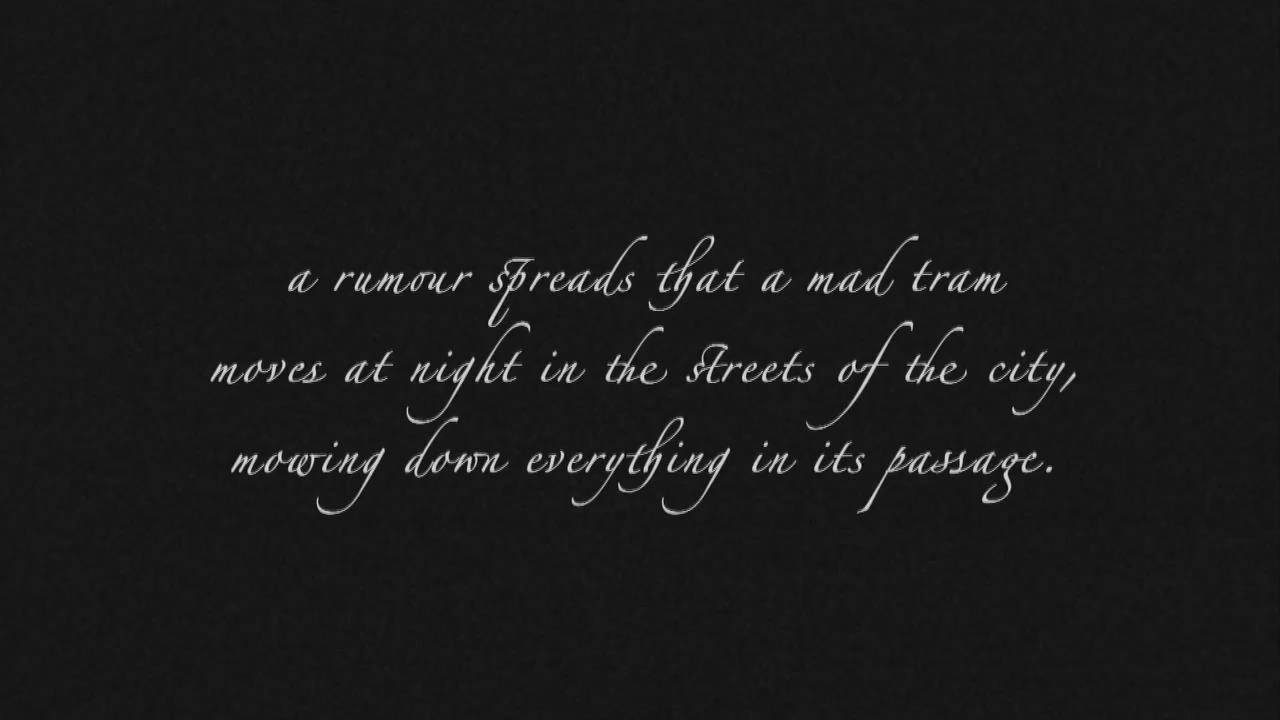 a rumour spreads that a mad tram
moves at night in the streets of the city,
mowing down everything in its passage.